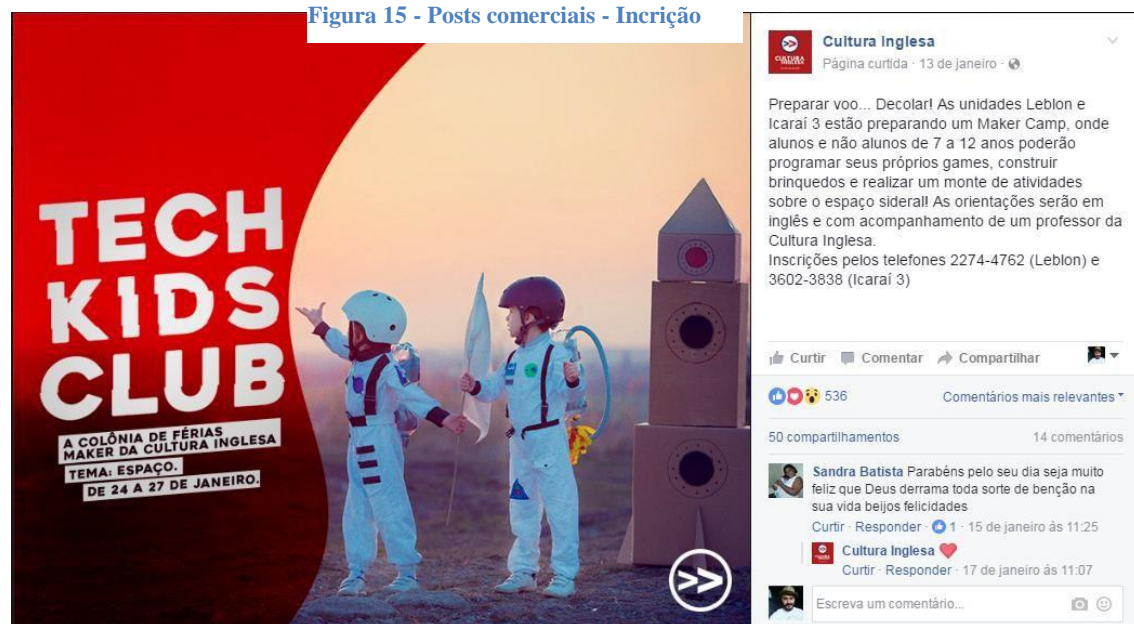 Figura 15 - Posts comerciais - Incrição
TECH
KIDS
CLUB
A COLÔNIA DE FÉRIAS
MAKER DA CULTURA INGLESA
TEMA: ESPAÇO.
DE 24 A 27 DE JANEIRO.
>>
CULTURA
Cultura Inglesa
Página curtida · 13 de janeiro ·
Preparar voo... Decolar! As unidades Leblon e
Icaraí 3 estão preparando um Maker Camp, onde
alunos e não alunos de 7 a 12 anos poderão
programar seus próprios games, construir
brinquedos e realizar um monte de atividades
sobre o espaço sideral! As orientações serão em
inglês e com acompanhamento de um professor da
Cultura Inglesa.
Inscrições pelos telefones 2274-4762 (Leblon) e
3602-3838 (Icaraí 3)
Curtir Comentar Compartilhar
536 Comentários mais relevantes
50 compartilhamentos 14 comentários
Sandra Batista Parabéns pelo seu dia seja muito
feliz que Deus derrama toda sorte de benção na
sua vida beijos felicidades
Curtir · Responder · 1 · 15 de janeiro às 11:25
Cultura Inglesa ❤
Curtir · Responder · 17 de janeiro às 11:07
Escreva um comentário...